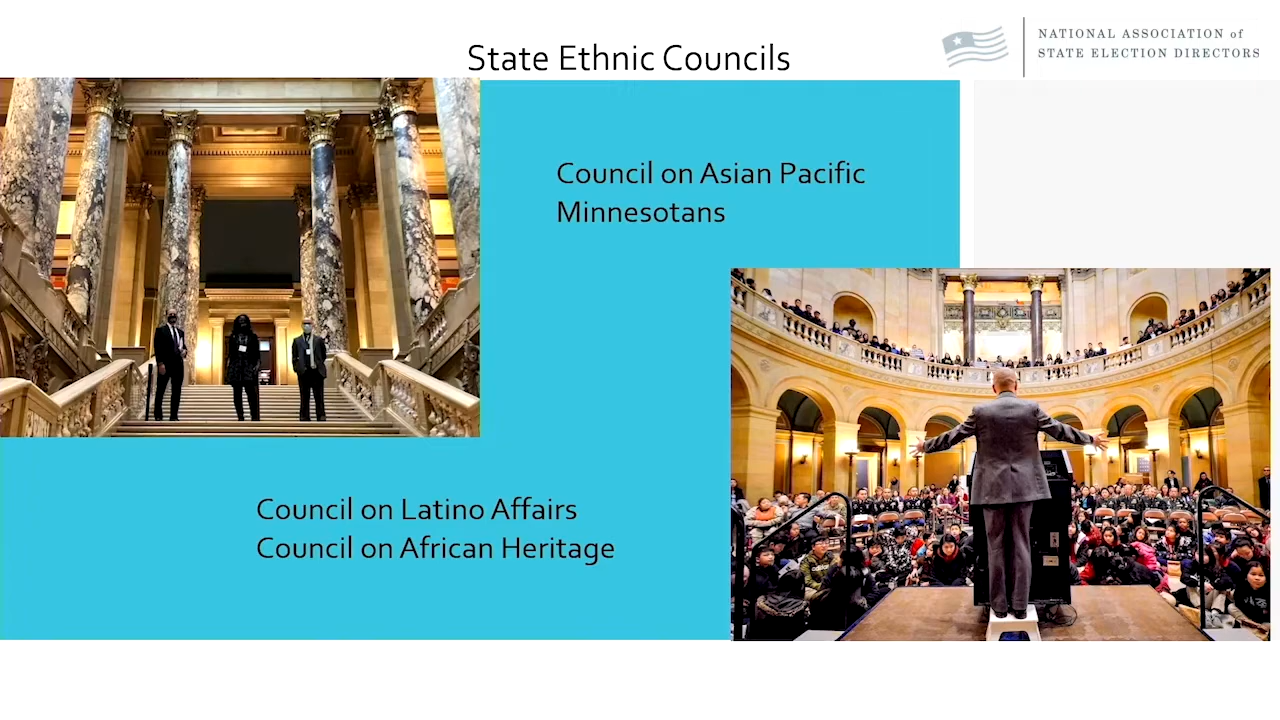 State Ethnic Councils
NATIONAL ASSOCIATION of
STATE ELECTION DIRECTORS
Council on Asian Pacific
Minnesotans
Council on Latino Affairs
Council on African Heritage